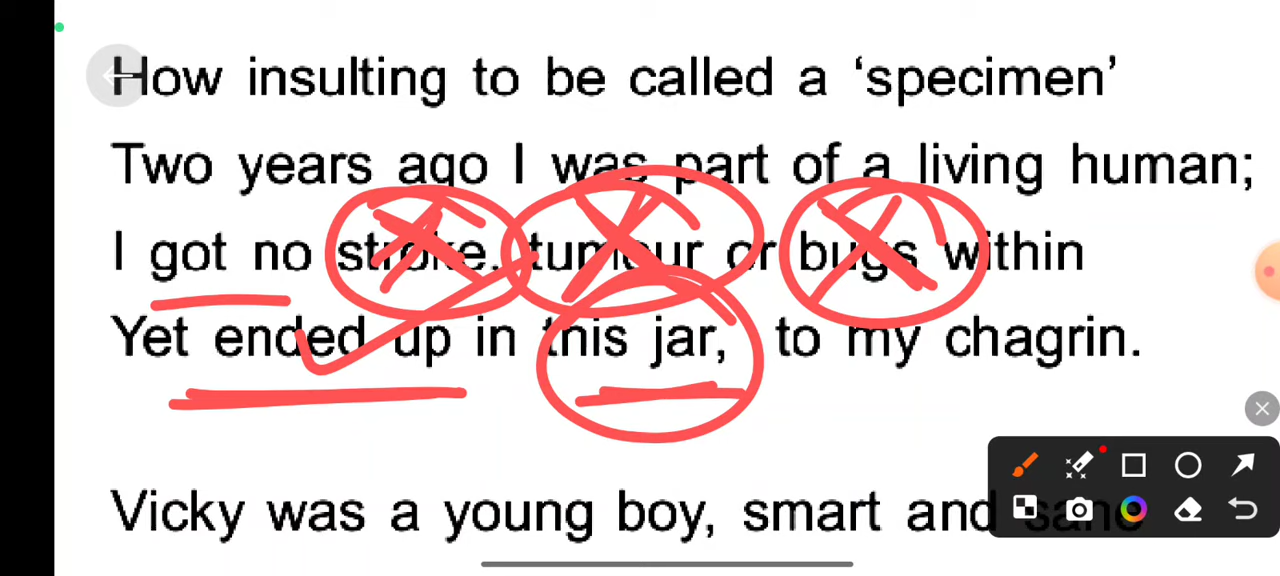 How insulting to be called a ‘specimen’
Two years ago I was part of a living human;
I got no stroke, tumour or bugs within
Yet ended up in this jar, to my chagrin.
Vicky was a young boy, smart and sane